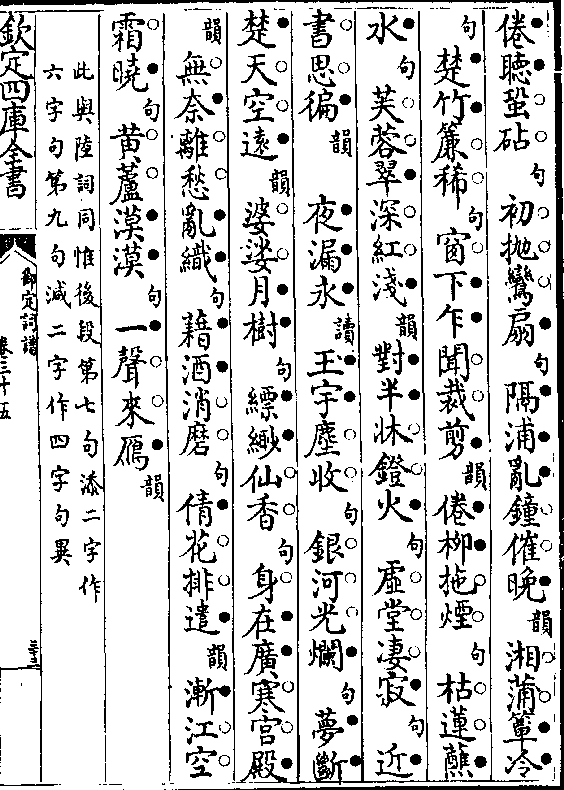 倦聽蛩砧句初拋鸞扇句隔浦亂鐘催晚韻湘蒲簟冷
句楚竹簾稀句窗下乍聞裁剪韻倦柳拖煙句枯蓮蘸
水句芙蓉翠深紅淺韻對半牀鐙火句虛堂凄寂句近
書思徧韻夜漏永讀玉宇塵收句銀河光爛句夢斷
楚天空遠韻婆娑月樹句縹緲仙香句身在廣寒宮殿
韻無奈離愁亂織句藉酒消磨句倩花排遣韻漸江空
霜曉句黄蘆漠漠句一聲來鴈韻
此與陸詞同惟後段第七句添二字作
六字句第九句減二字作四字句異
欽定四庫全書
御定詞譜
卷三十五
三十三